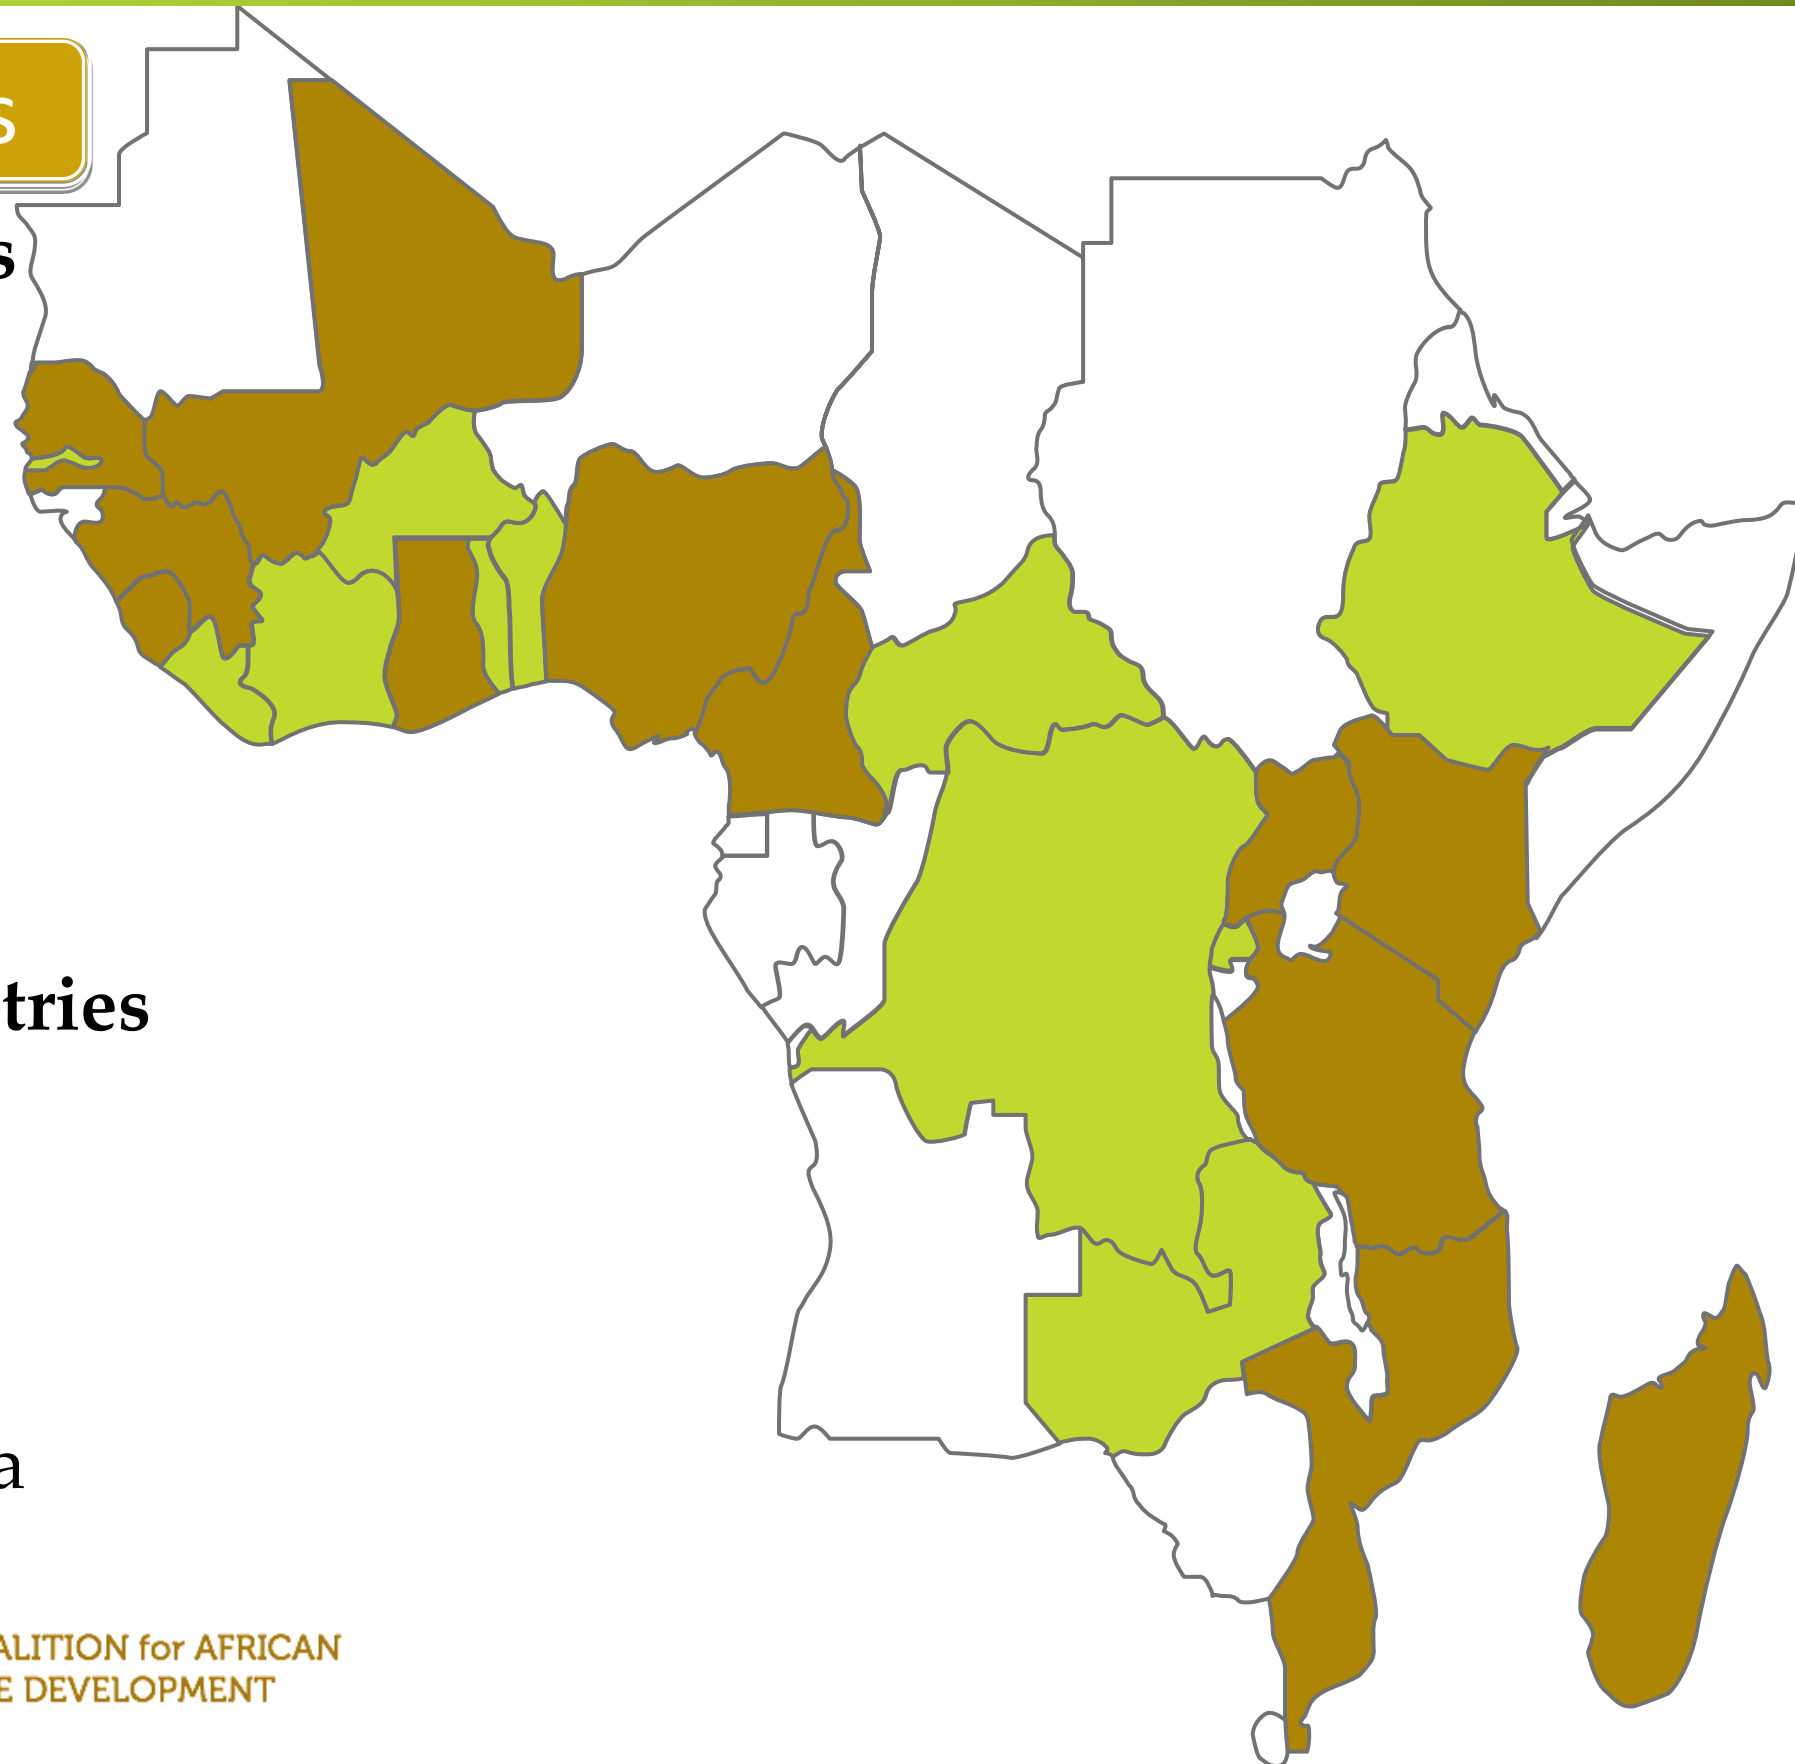 s
s
tries
a
ALITION for AFRICAN
E DEVELOPMENT